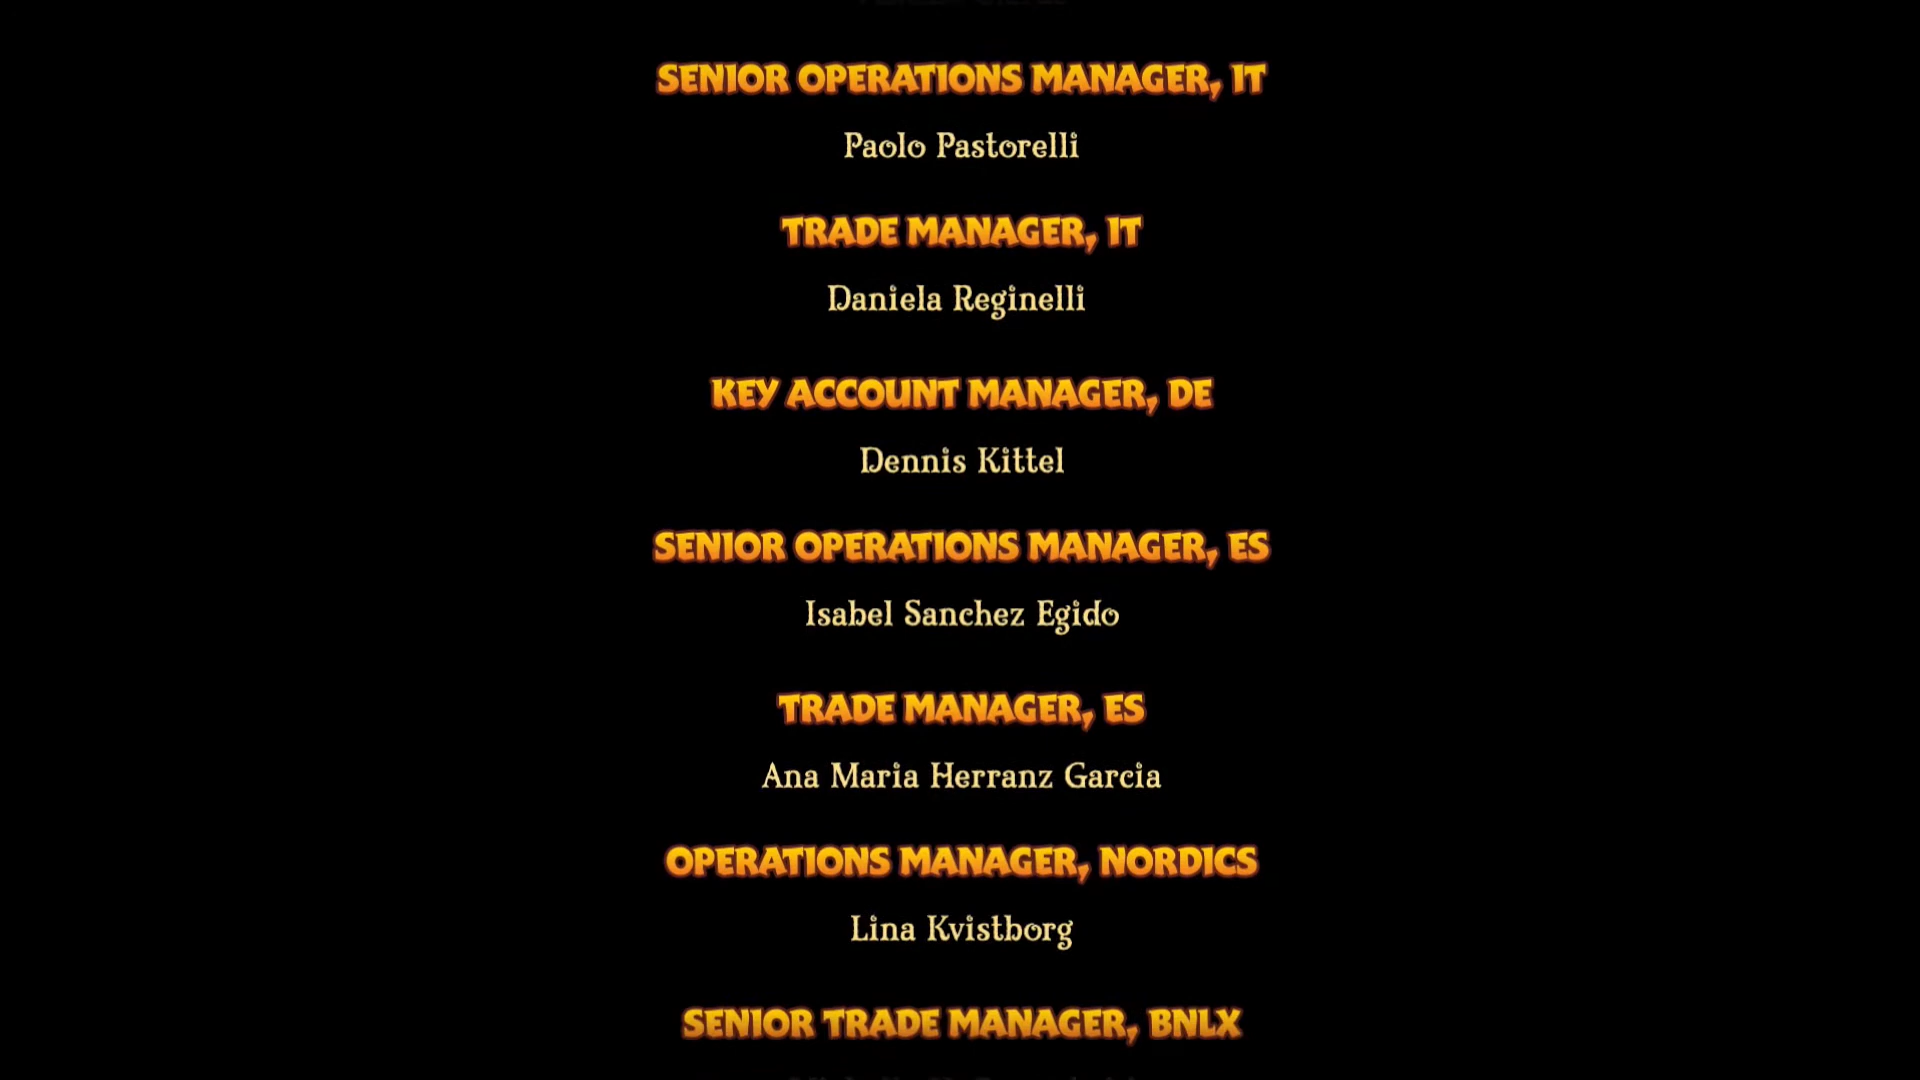 SENIOR OPERATIONS MANAGER, IT
Paolo Pastorelli
TRADE MANAGER, IT
Daniela Reginelli
KEY ACCOUNT MANAGER, DE
Dennis Kittel
SENIOR OPERATIONS MANAGER, ES
Isabel Sanchez Egido
TRADE MANAGER, ES
Ana Maria Herranz Garcia
OPERATIONS MANAGER, NORDICS
Lina Kvistborg
SENIOR TRADE MANAGER, BNLX